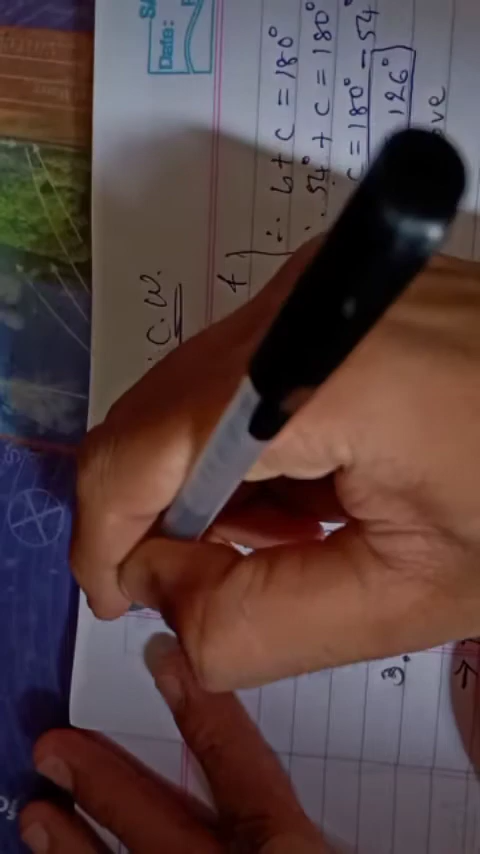 Date:
: C.W.
4) ∴ b + c = 180°
∴ 54° + c = 180°
c = 180° - 54°
126°
3.
→